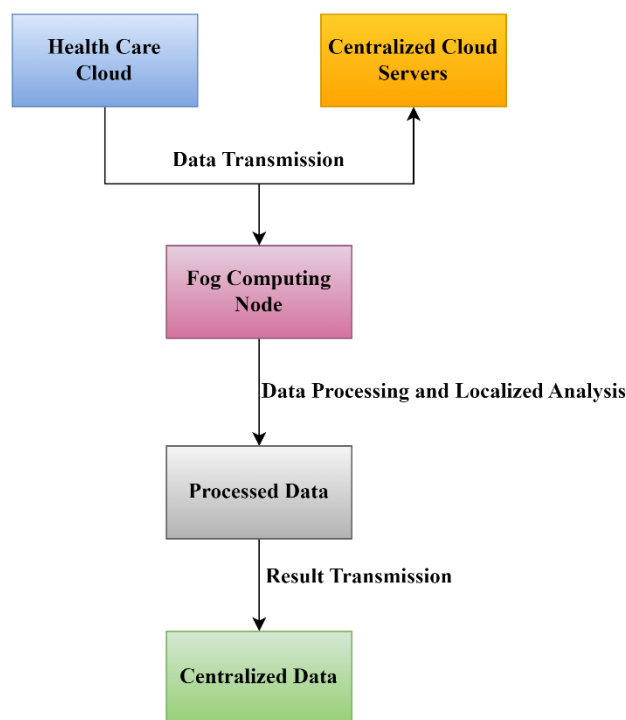 Health Care
Cloud
Centralized Cloud
Servers
Data Transmission
Fog Computing
Node
Data Processing and Localized Analysis
Processed Data
Result Transmission
Centralized Data